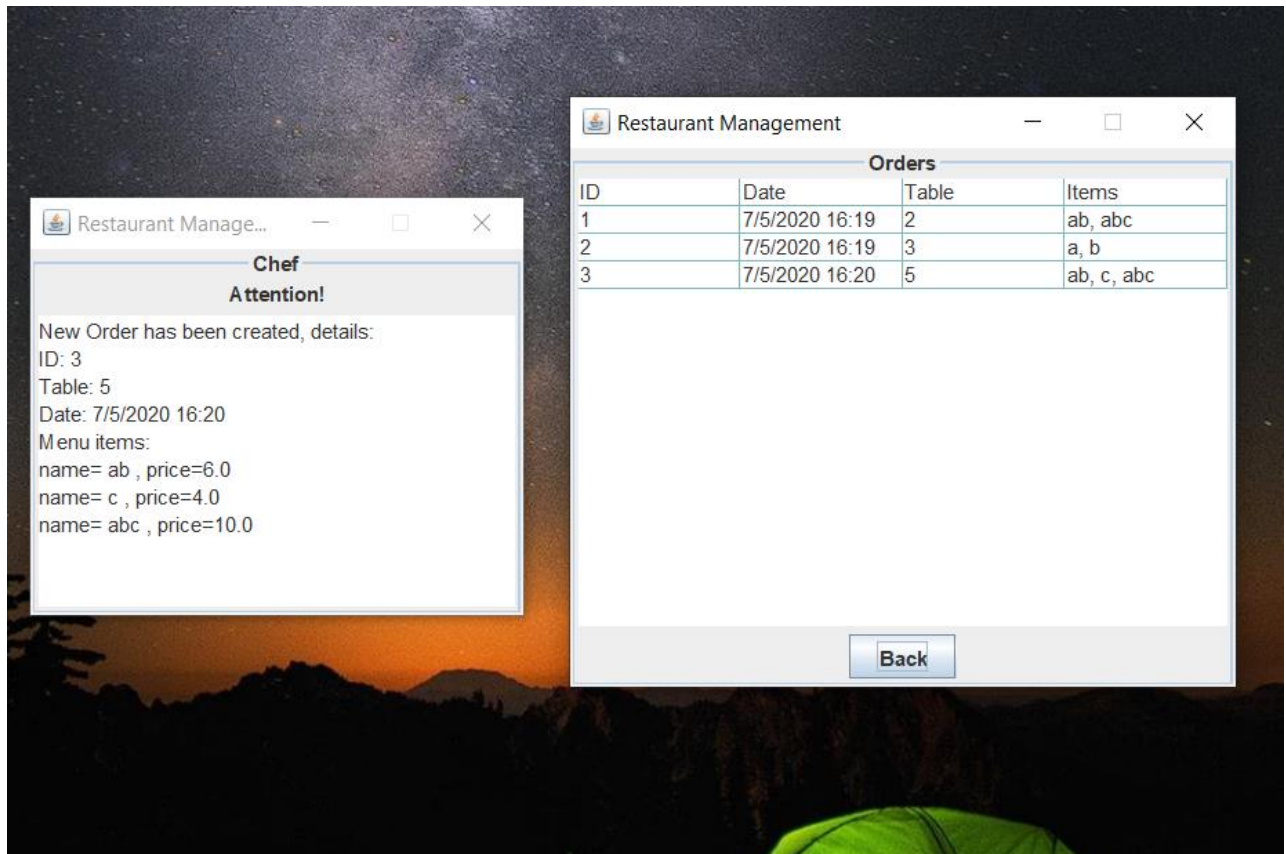 Restaurant Manage...
Chef
Attention!
New Order has been created, details:
ID: 3
Table: 5
Date: 7/5/2020 16:20
Menu items:
name= ab , price=6.0
name= c , price=4.0
name= abc , price=10.0
Restaurant Management
Orders
ID Date Table Items
1 7/5/2020 16:19 2 ab, abc
2 7/5/2020 16:19 3 a, b
3 7/5/2020 16:20 5 ab, c, abc
Back